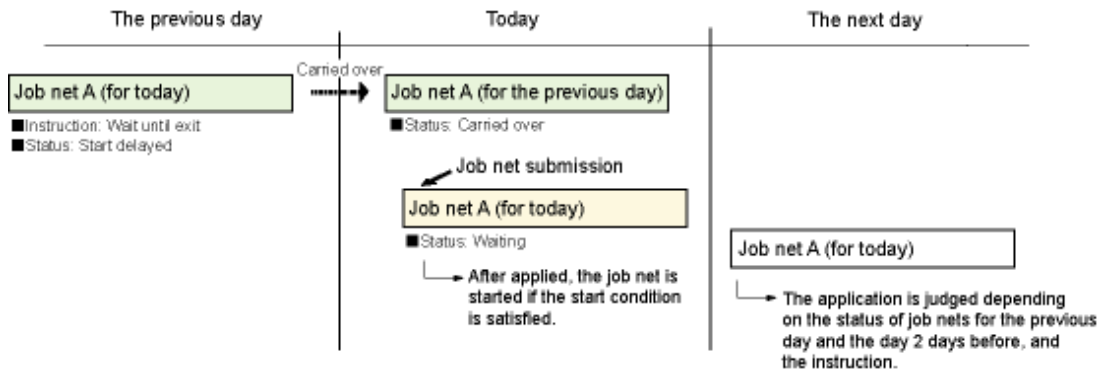 The previous day
Today
The next day
Carried over
Job net A (for today)
Job net A (for the previous day)
■Instruction: Wait until exit
■Status: Start delayed
■Status: Carried over
Job net submission
Job net A (for today)
■Status: Waiting
After applied, the job net is
started if the start condition
is satisfied.
Job net A (for today)
The application is judged depending
on the status of job nets for the previous
day and the day 2 days before, and
the instruction.